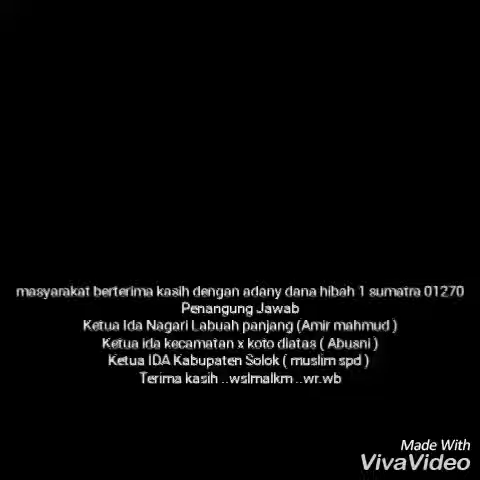 masyarakat berterima kasih dengan adany dana hibah 1 sumatra 01270
Penangung Jawab
Ketua Ida Nagari Labuah panjang (Amir mahmud )
Ketua ida kecamatan x koto diatas ( Abusni )
Ketua IDA Kabupaten Solok ( muslim spd )
Terima kasih ..wslmalkm ..wr.wb
Made With
VivaVideo